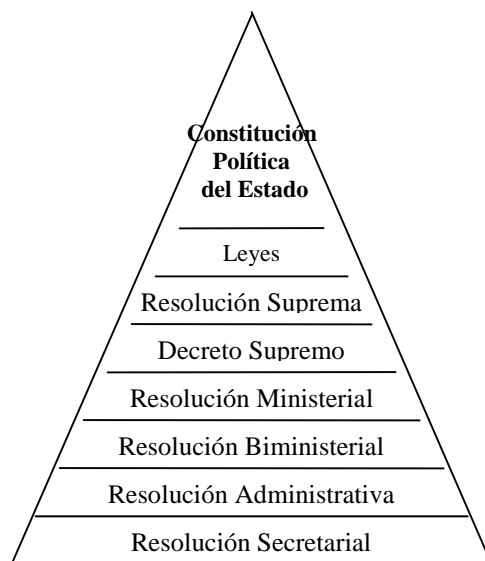 Constitución
Política
del Estado
Leyes
Resolución Suprema
Decreto Supremo
Resolución Ministerial
Resolución Biministerial
Resolución Administrativa
Resolución Secretarial